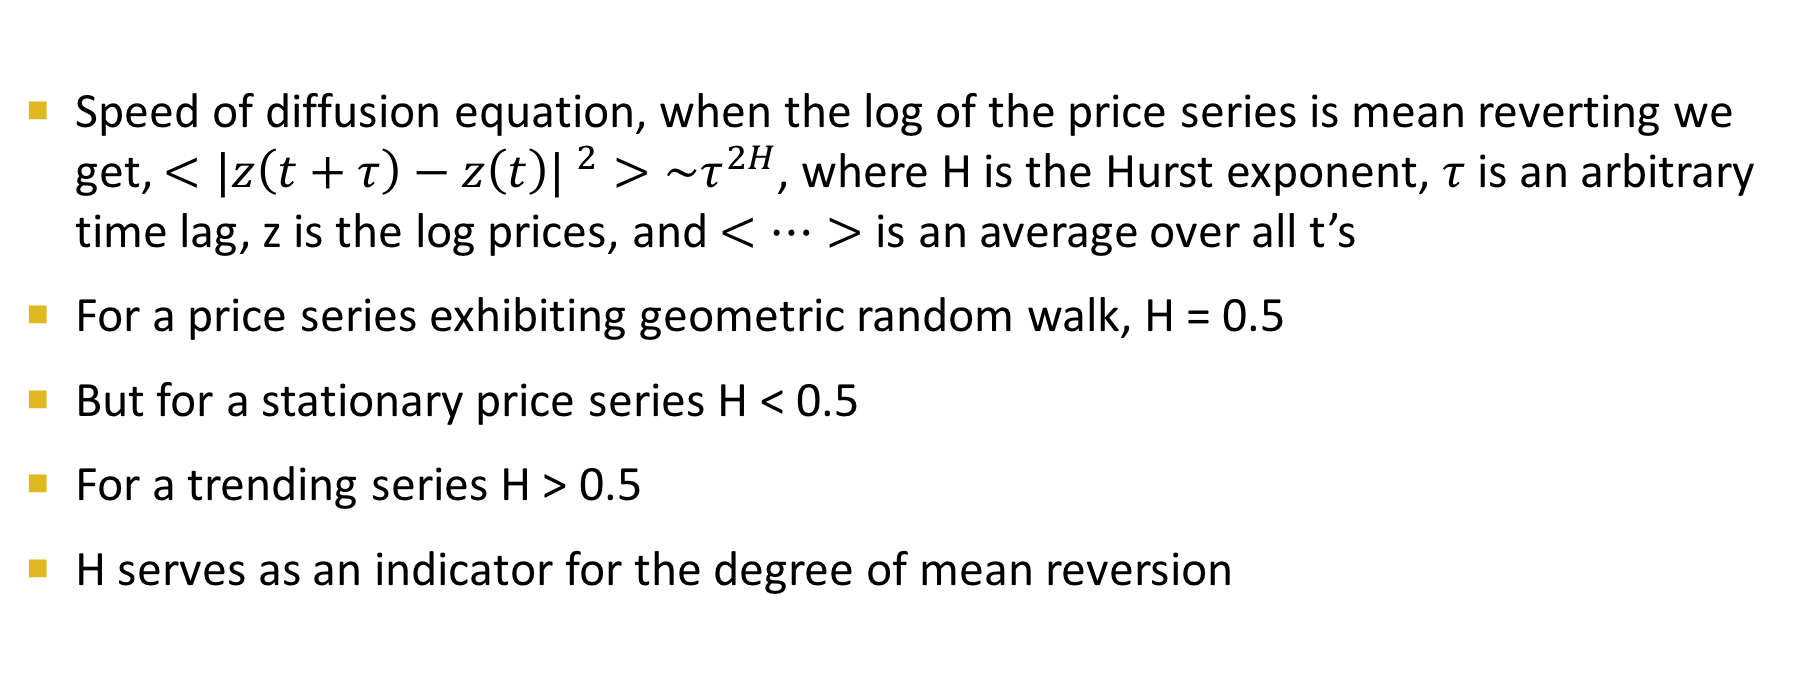 Speed of diffusion equation, when the log of the price series is mean reverting we
get, < |z(t + τ) − z(t)| ² > ~τ²ᴴ, where H is the Hurst exponent, τ is an arbitrary
time lag, z is the log prices, and < ⋯ > is an average over all t’s
For a price series exhibiting geometric random walk, H = 0.5
But for a stationary price series H < 0.5
For a trending series H > 0.5
H serves as an indicator for the degree of mean reversion